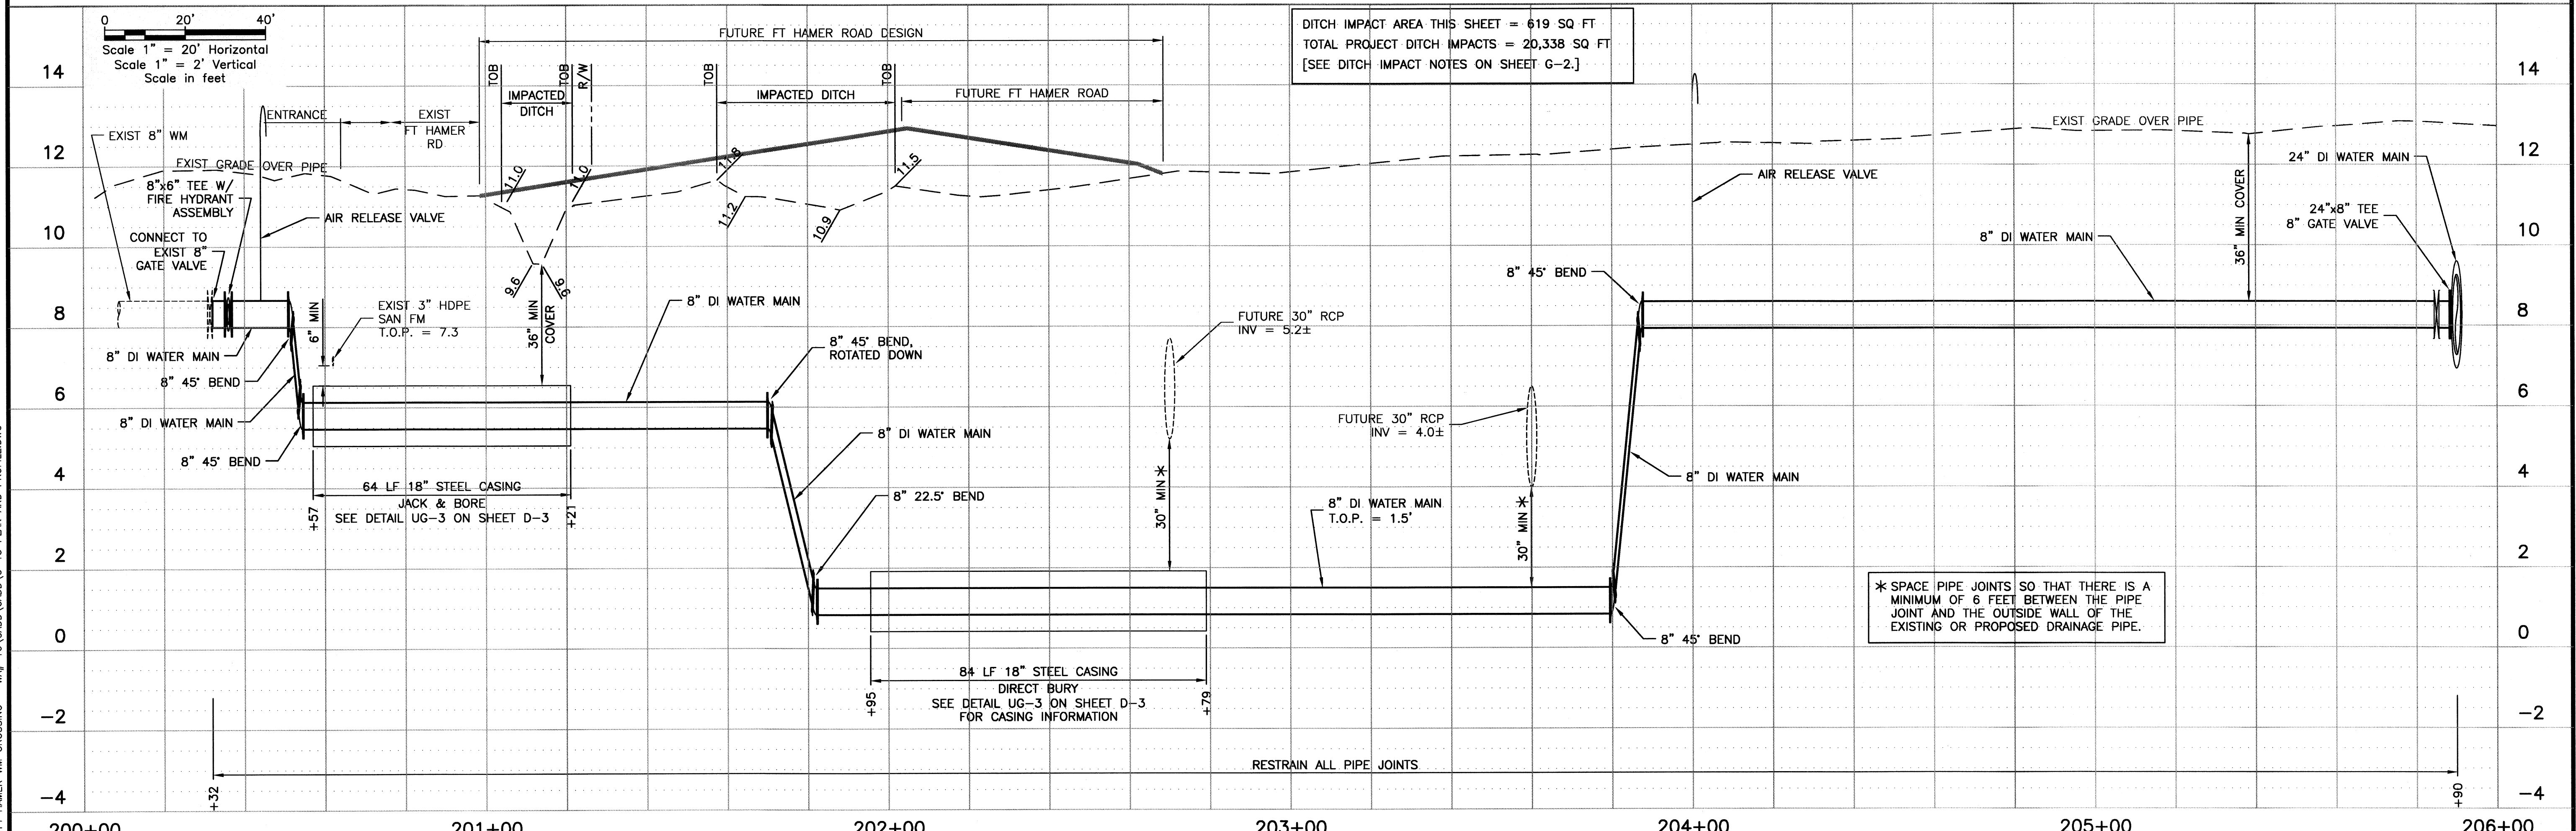 0 20' 40'
Scale 1" = 20' Horizontal
Scale 1" = 2' Vertical
Scale in feet
DITCH IMPACT AREA THIS SHEET = 619 SQ FT
TOTAL PROJECT DITCH IMPACTS = 20,338 SQ FT
[SEE DITCH IMPACT NOTES ON SHEET G-2.]
FUTURE FT HAMER ROAD DESIGN
TOB
TOB
R/W
TOB
TOB
IMPACTED
DITCH
IMPACTED DITCH
FUTURE FT HAMER ROAD
ENTRANCE
EXIST
FT HAMER
RD
EXIST 8" WM
EXIST GRADE OVER PIPE
EXIST GRADE OVER PIPE
8"x6" TEE W/
FIRE HYDRANT
ASSEMBLY
AIR RELEASE VALVE
CONNECT TO
EXIST 8"
GATE VALVE
11.0
11.0
11.8
11.5
11.2
10.9
9.6
9.6
AIR RELEASE VALVE
24" DI WATER MAIN
24"x8" TEE
8" GATE VALVE
36" MIN COVER
8" DI WATER MAIN
8" 45° BEND
6" MIN
EXIST 3" HDPE
SAN FM
T.O.P. = 7.3
36" MIN
COVER
8" DI WATER MAIN
8" DI WATER MAIN
8" 45° BEND
8" DI WATER MAIN
8" 45° BEND
8" 45° BEND,
ROTATED DOWN
FUTURE 30" RCP
INV = 5.2±
FUTURE 30" RCP
INV = 4.0±
8" DI WATER MAIN
8" 22.5° BEND
30" MIN *
8" DI WATER MAIN
T.O.P. = 1.5'
30" MIN *
8" DI WATER MAIN
8" 45° BEND
64 LF 18" STEEL CASING
JACK & BORE
SEE DETAIL UG-3 ON SHEET D-3
+57
+21
84 LF 18" STEEL CASING
DIRECT BURY
SEE DETAIL UG-3 ON SHEET D-3
FOR CASING INFORMATION
+95
+79
* SPACE PIPE JOINTS SO THAT THERE IS A
MINIMUM OF 6 FEET BETWEEN THE PIPE
JOINT AND THE OUTSIDE WALL OF THE
EXISTING OR PROPOSED DRAINAGE PIPE.
RESTRAIN ALL PIPE JOINTS
+32
+90
14
12
10
8
6
4
2
0
-2
-4
14
12
10
8
6
4
2
0
-2
-4
200+00 201+00 202+00 203+00 204+00 205+00 206+00